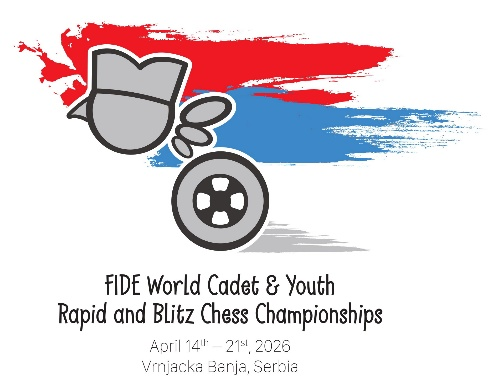 FIDE World Cadet & Youth
Rapid and Blitz Chess Championships
April 14th – 21st, 2026
Vrnjacka Banja, Serbia